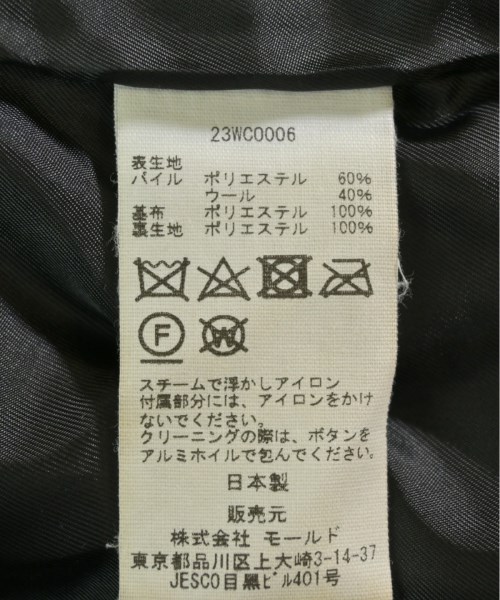 23WC0006
表生地
パイル ポリエステル 60%
ウール 40%
基布 ポリエステル 100%
裏生地 ポリエステル 100%
F W
スチームで浮かしアイロン
付属部分には、アイロンをかけ
ないでください。
クリーニングの際は、ボタンを
アルミホイルで包んでください。
日本製
販売元
株式会社 モールド
東京都品川区上大崎3-14-37
JESCO目黒ビル401号